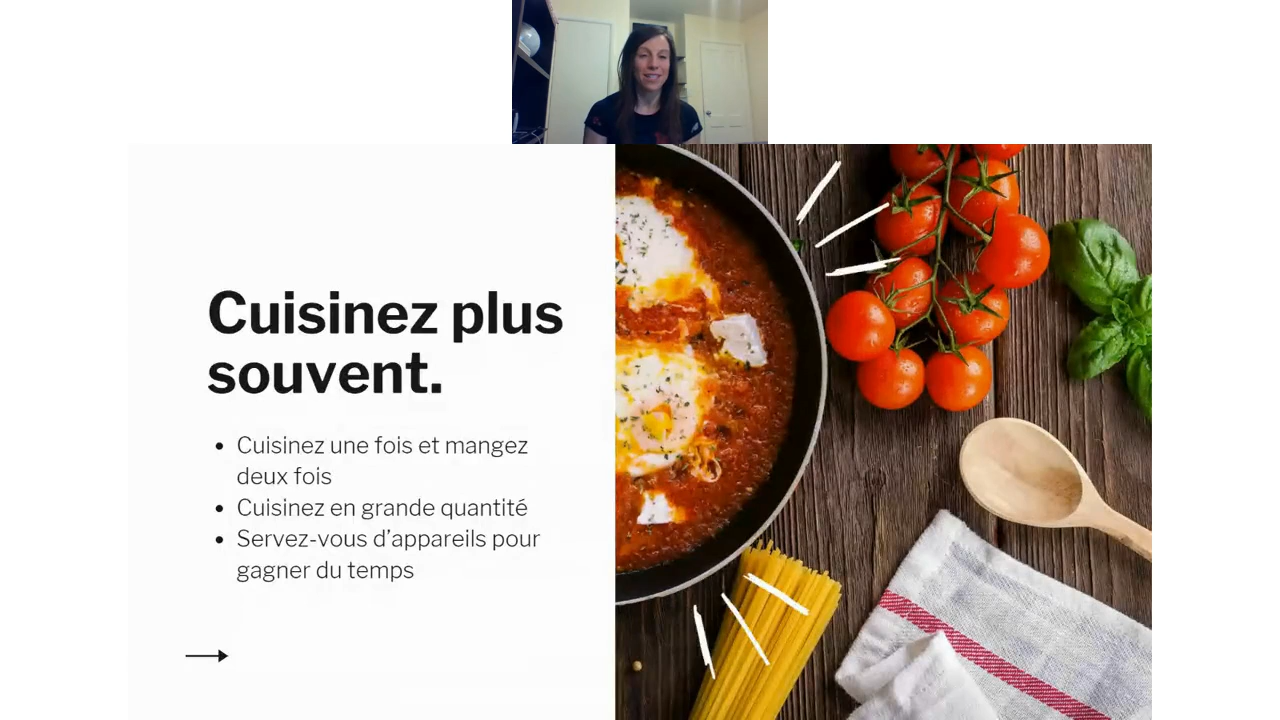 Cuisinez plus
souvent.
• Cuisinez une fois et mangez
deux fois
• Cuisinez en grande quantité
• Servez-vous d’appareils pour
gagner du temps